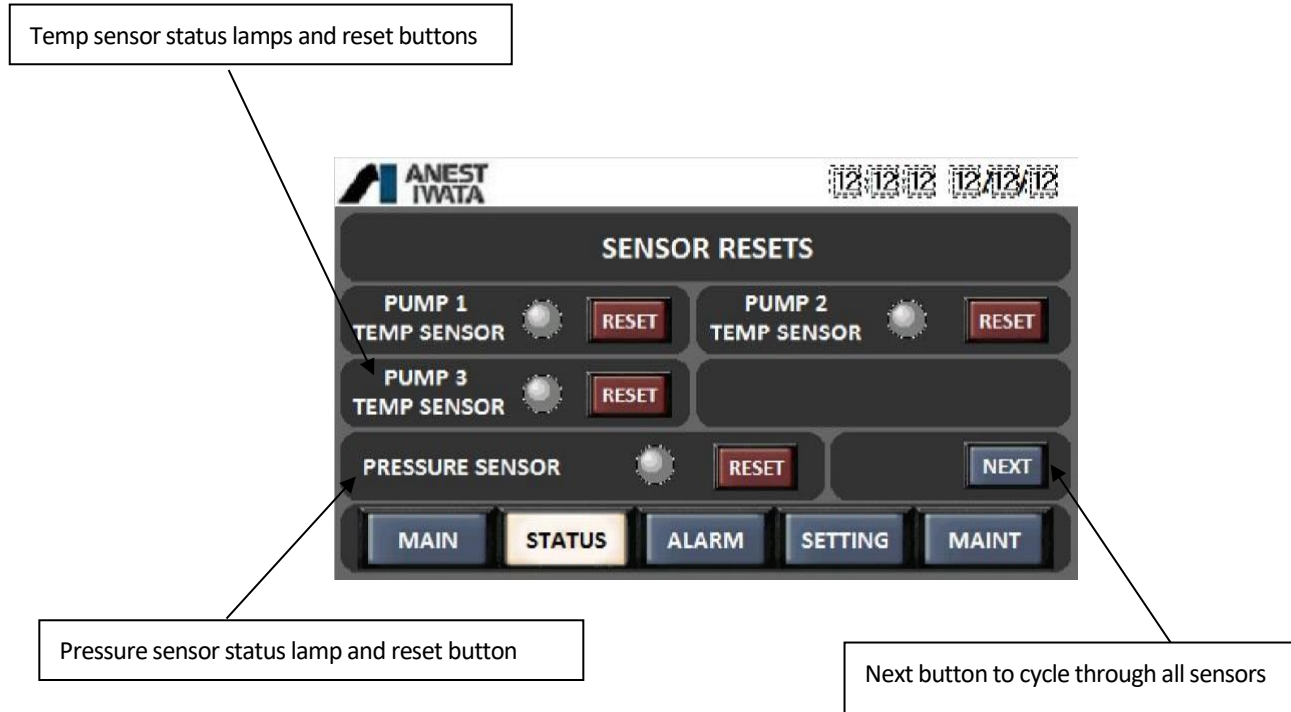 Temp sensor status lamps and reset buttons
ANEST
IWATA
12:12:12 12/12/12
SENSOR RESETS
PUMP 1
TEMP SENSOR
RESET
PUMP 2
TEMP SENSOR
RESET
PUMP 3
TEMP SENSOR
RESET
PRESSURE SENSOR
RESET
NEXT
MAIN
STATUS
ALARM
SETTING
MAINT
Pressure sensor status lamp and reset button
Next button to cycle through all sensors